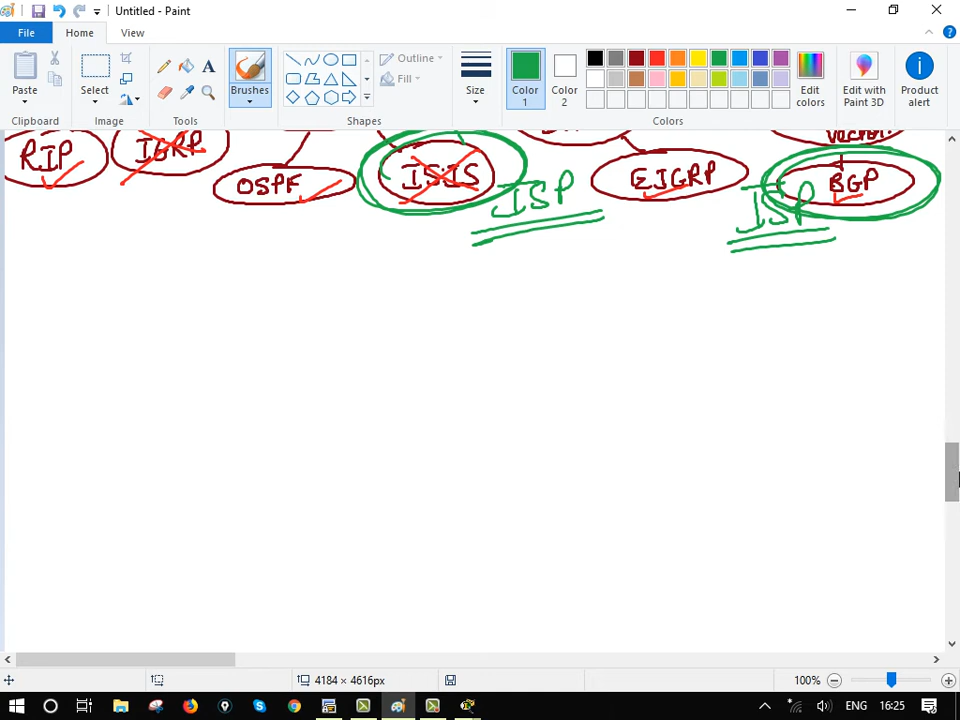 Untitled - Paint
File
Home
View
Paste
Select
A
Brushes
Outline
Fill
Size
Color 1
Color 2
Edit colors
Edit with Paint 3D
Product alert
Clipboard
Image
Tools
Shapes
Colors
RIP
IGRP
OSPF
ISIS
ISP
EIGRP
vector
BGP
ISP
4184 × 4616px
100%
ENG
16:25